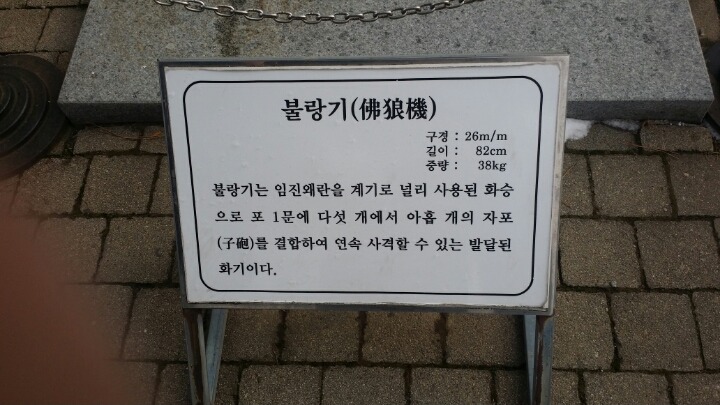 불랑기(佛狼機)
구경 : 26m/m
길이 : 82cm
중량 : 38kg
불랑기는 임진왜란을 계기로 널리 사용된 화승
으로 포 1문에 다섯 개에서 아홉 개의 자포
(子砲)를 결합하여 연속 사격할 수 있는 발달된
화기이다.